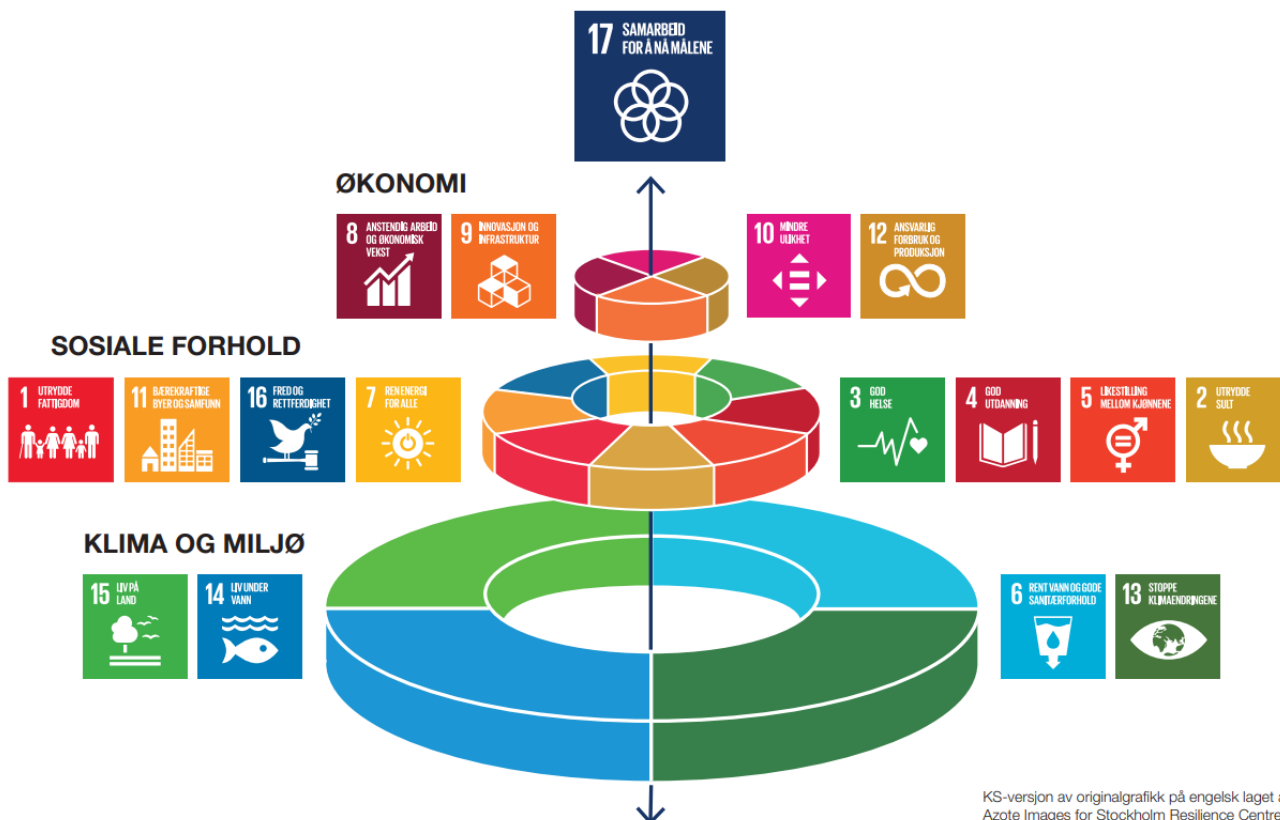 17 SAMARBEID
FOR Å NÅ MÅLENE
ØKONOMI
8 ANSTENDIG ARBEID
OG ØKONOMISK
VEKST
9 INNOVASJON OG
INFRASTRUKTUR
10 MINDRE
ULIKHET
12 ANSVARLIG
FORBRUK OG
PRODUKSJON
SOSIALE FORHOLD
1 UTRYDDE
FATTIGDOM
11 BÆREKRAFTIGE
BYER OG SAMFUNN
16 FRED OG
RETTFERDIGHET
7 REN ENERGI
FOR ALLE
3 GOD
HELSE
4 GOD
UTDANNING
5 LIKESTILLING
MELLOM KJØNNENE
2 UTRYDDE
SULT
KLIMA OG MILJØ
15 LIV PÅ
LAND
14 LIV UNDER
VANN
6 RENT VANN OG GODE
SANITÆRFORHOLD
13 STOPPE
KLIMAENDRINGENE
KS-versjon av originalgrafikk på engelsk laget a
Azote Images for Stockholm Resilience Centre